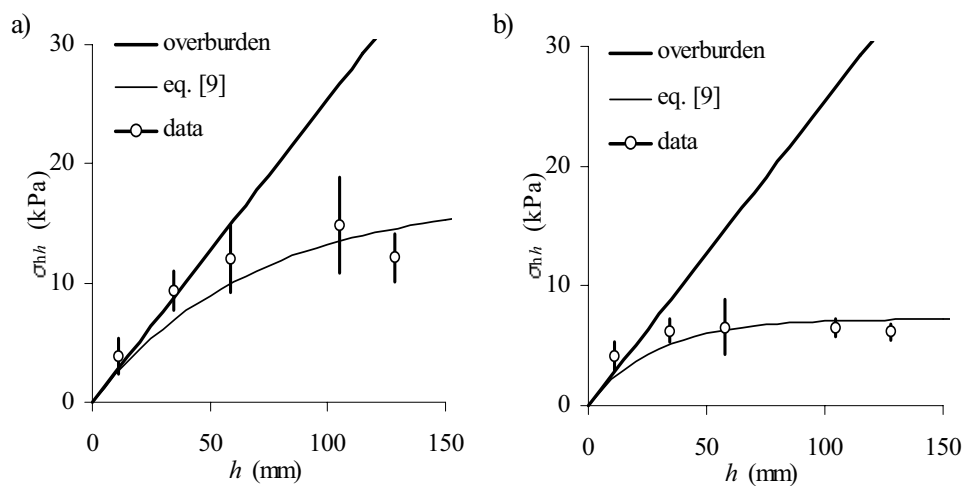 a)
30
20
10
0
σhh (kPa)
overburden
eq. [9]
data
0 50 100 150
h (mm)
b)
30
20
10
0
σhh (kPa)
overburden
eq. [9]
data
0 50 100 150
h (mm)